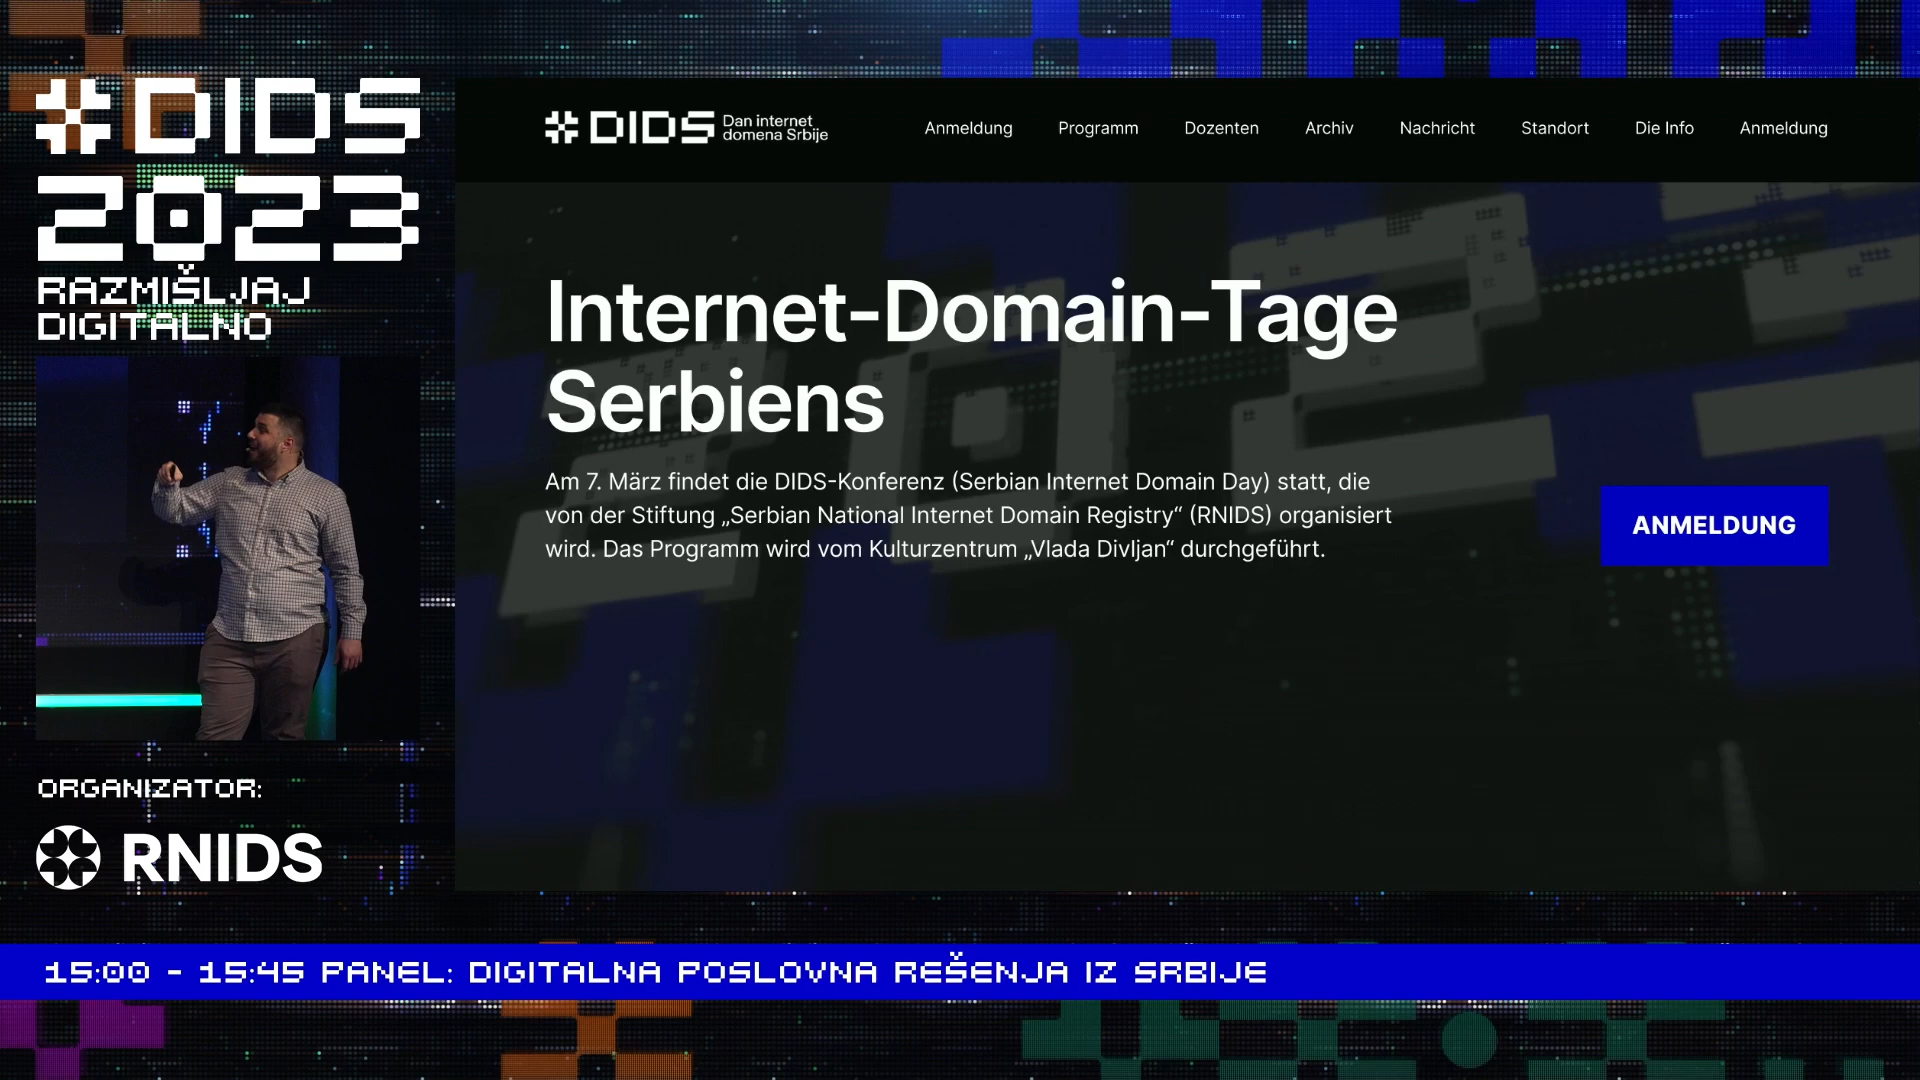 #DIDS
2023
RAZMIŠLJAJ
DIGITALNO
ORGANIZATOR:
RNIDS
#DIDS Dan internet
domena Srbije
Anmeldung Programm Dozenten Archiv Nachricht Standort Die Info Anmeldung
Internet-Domain-Tage
Serbiens
Am 7. März findet die DIDS-Konferenz (Serbian Internet Domain Day) statt, die
von der Stiftung „Serbian National Internet Domain Registry“ (RNIDS) organisiert
wird. Das Programm wird vom Kulturzentrum „Vlada Divljan“ durchgeführt.
ANMELDUNG
15:00 - 15:45 PANEL: DIGITALNA POSLOVNA REŠENJA IZ SRBIJE